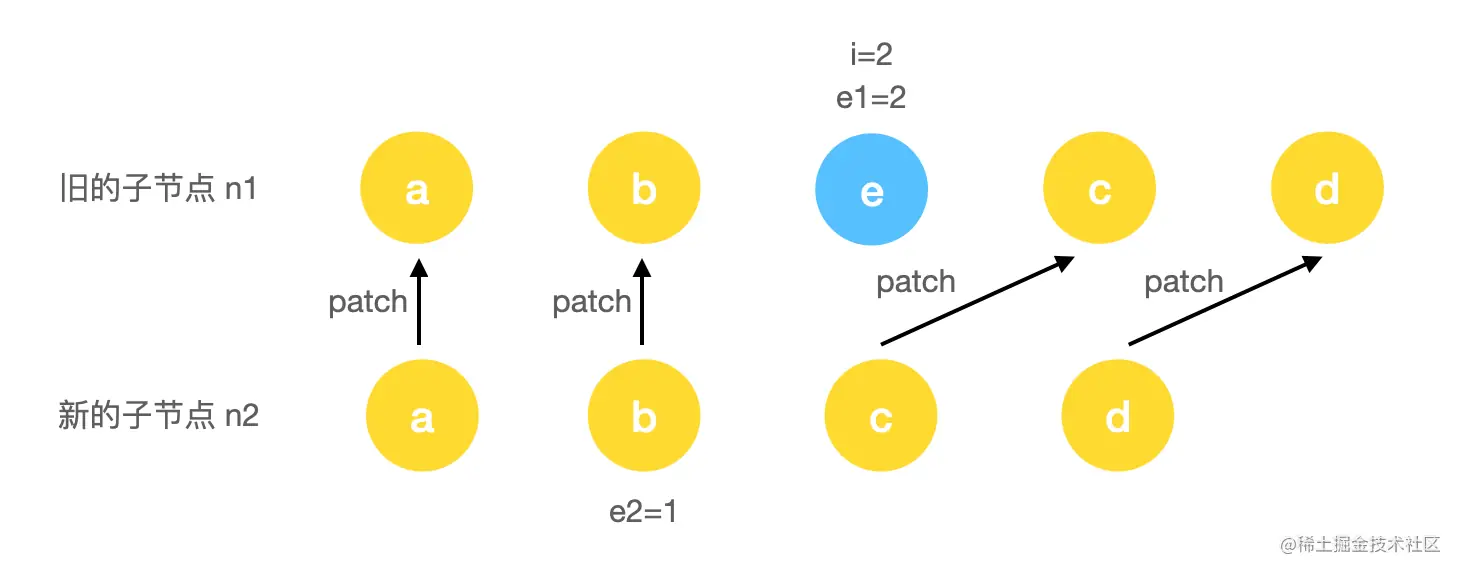 i=2
e1=2
旧的子节点 n1
a
b
e
c
d
patch
patch
patch
patch
新的子节点 n2
a
b
c
d
e2=1
@稀土掘金技术社区